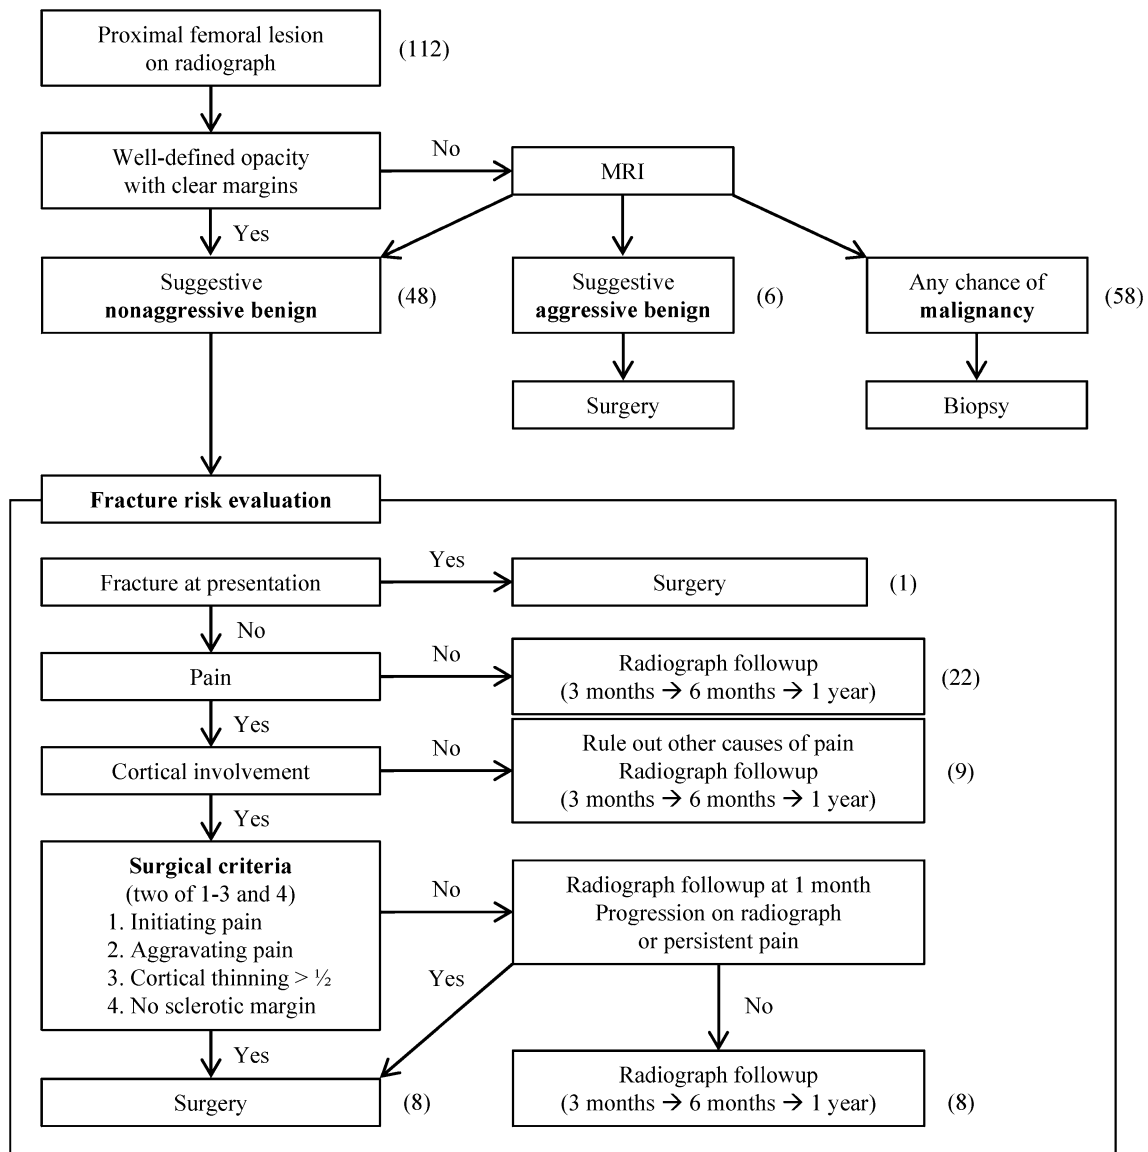 Proximal femoral lesion
on radiograph
(112)
Well-defined opacity
with clear margins
No
MRI
Yes
Suggestive
nonaggressive benign
(48)
Suggestive
aggressive benign
(6)
Any chance of
malignancy
(58)
Surgery
Biopsy
Fracture risk evaluation
Fracture at presentation
Yes
Surgery
(1)
No
Pain
No
Radiograph followup
(3 months → 6 months → 1 year)
(22)
Yes
Cortical involvement
No
Rule out other causes of pain
Radiograph followup
(3 months → 6 months → 1 year)
(9)
Yes
Surgical criteria
(two of 1-3 and 4)
1. Initiating pain
2. Aggravating pain
3. Cortical thinning > ½
4. No sclerotic margin
No
Radiograph followup at 1 month
Progression on radiograph
or persistent pain
Yes
No
Yes
Surgery
(8)
Radiograph followup
(3 months → 6 months → 1 year)
(8)